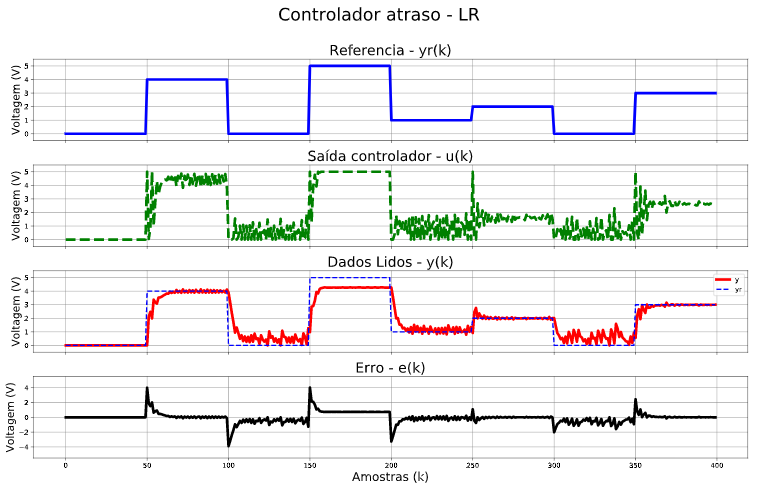 Controlador atraso - LR
Referencia - yr(k)
Voltagem (V)
5
4
3
2
1
0
Saída controlador - u(k)
Voltagem (V)
5
4
3
2
1
0
Dados Lidos - y(k)
Voltagem (V)
5
4
3
2
1
0
y
yr
Erro - e(k)
Voltagem (V)
4
2
0
−2
−4
0 50 100 150 200 250 300 350 400
Amostras (k)